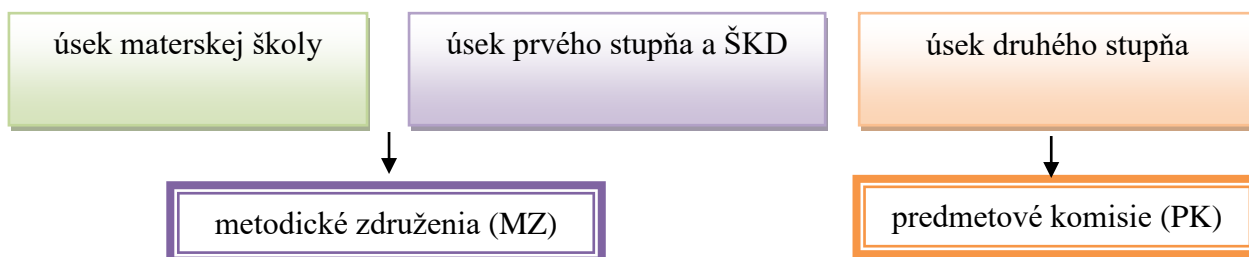 úsek materskej školy
úsek prvého stupňa a ŠKD
úsek druhého stupňa
metodické združenia (MZ)
predmetové komisie (PK)